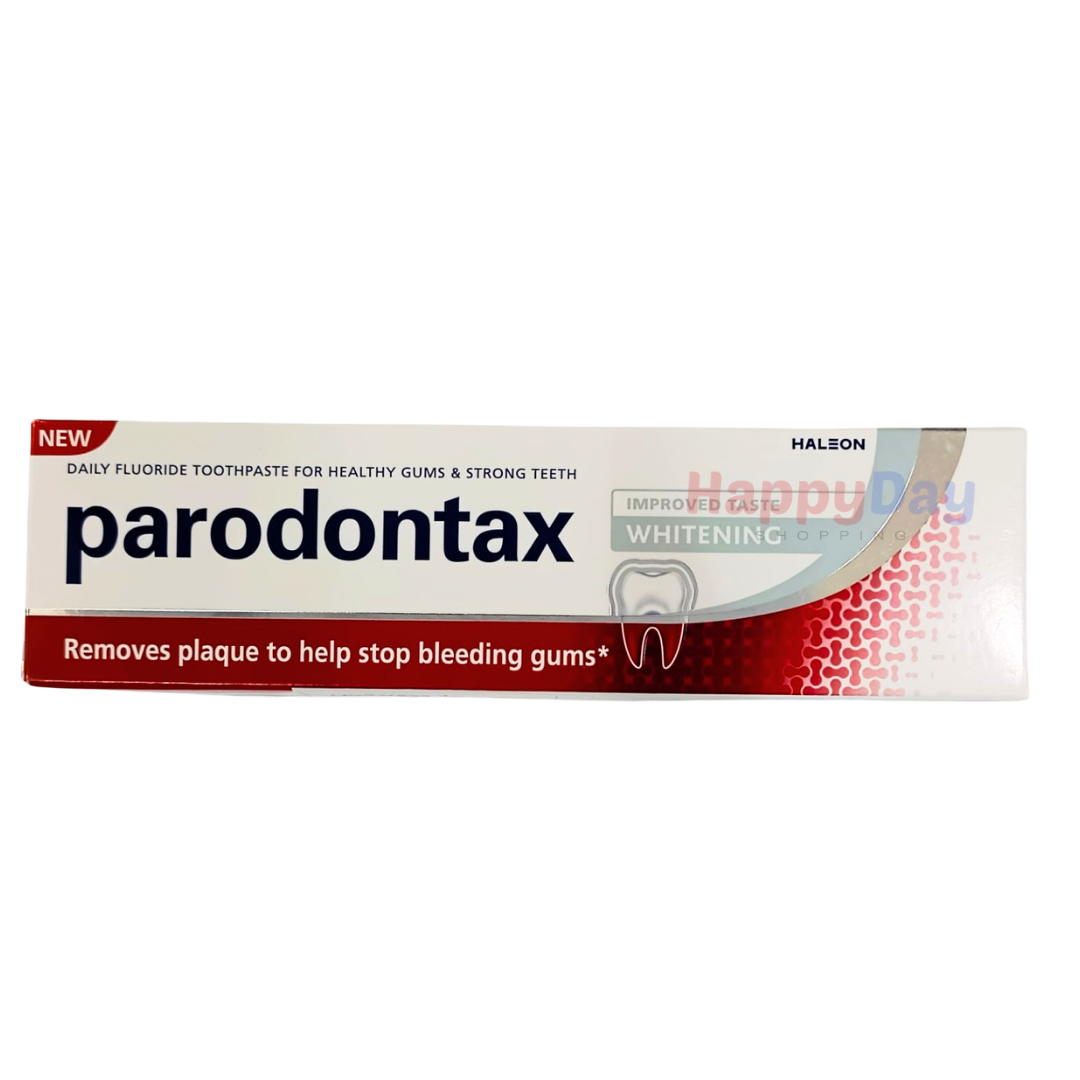 NEW
HALEON
DAILY FLUORIDE TOOTHPASTE FOR HEALTHY GUMS & STRONG TEETH
parodontax
IMPROVED TASTE
WHITENING
HappyDay
SHOPPING
Removes plaque to help stop bleeding gums*